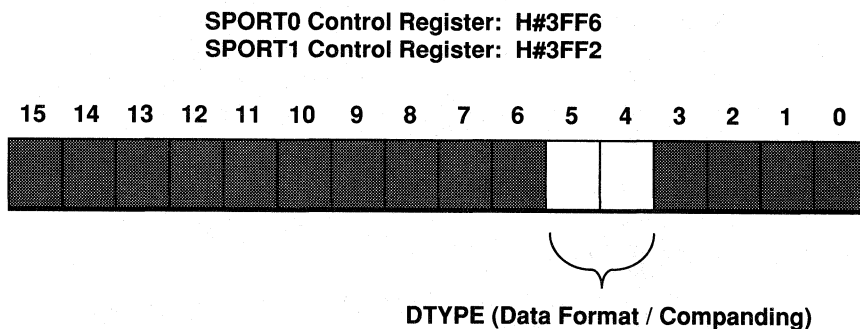 SPORT0 Control Register: H#3FF6
SPORT1 Control Register: H#3FF2
15 14 13 12 11 10 9 8 7 6 5 4 3 2 1 0
DTYPE (Data Format / Companding)